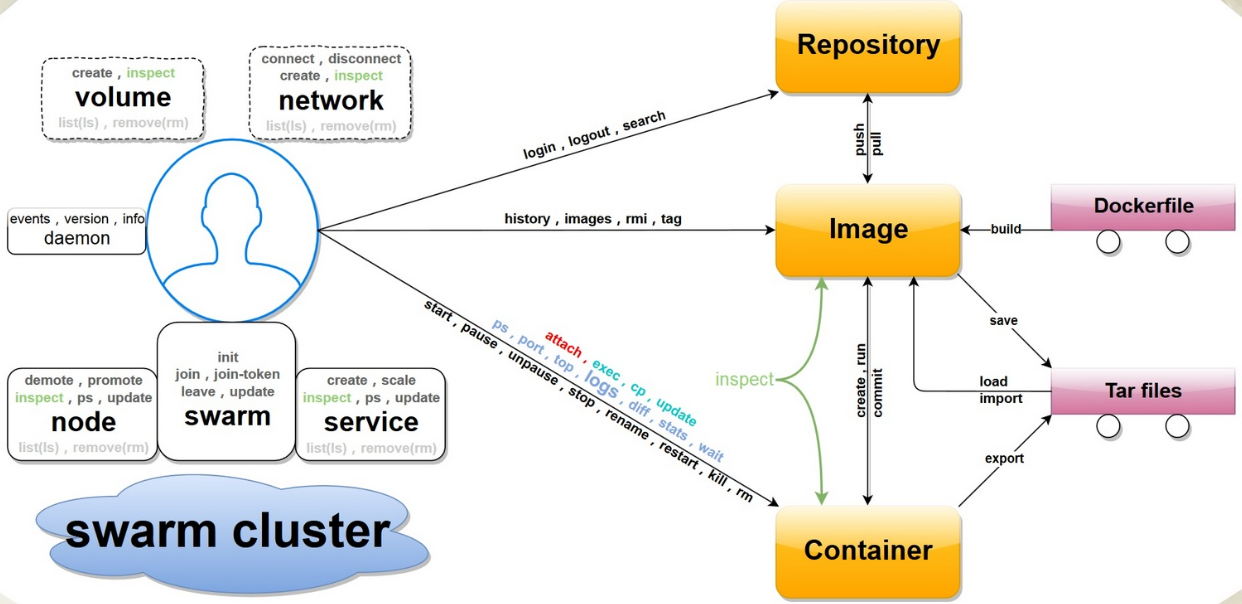 Repository
connect , disconnect
create , inspect
network
list(ls) , remove(rm)
create , inspect
volume
list(ls) , remove(rm)
login , logout , search
push
pull
events , version , info
daemon
history , images , rmi , tag
Image
build
Dockerfile
save
load
import
Tar files
export
attach , exec , cp , update
ps , port , top , logs , diff , stats , wait
start , pause , unpause , stop , rename , restart , kill , rm
inspect
create , run
commit
init
join , join-token
leave , update
swarm
demote , promote
inspect , ps , update
node
list(ls) , remove(rm)
create , scale
inspect , ps , update
service
list(ls) , remove(rm)
swarm cluster
Container